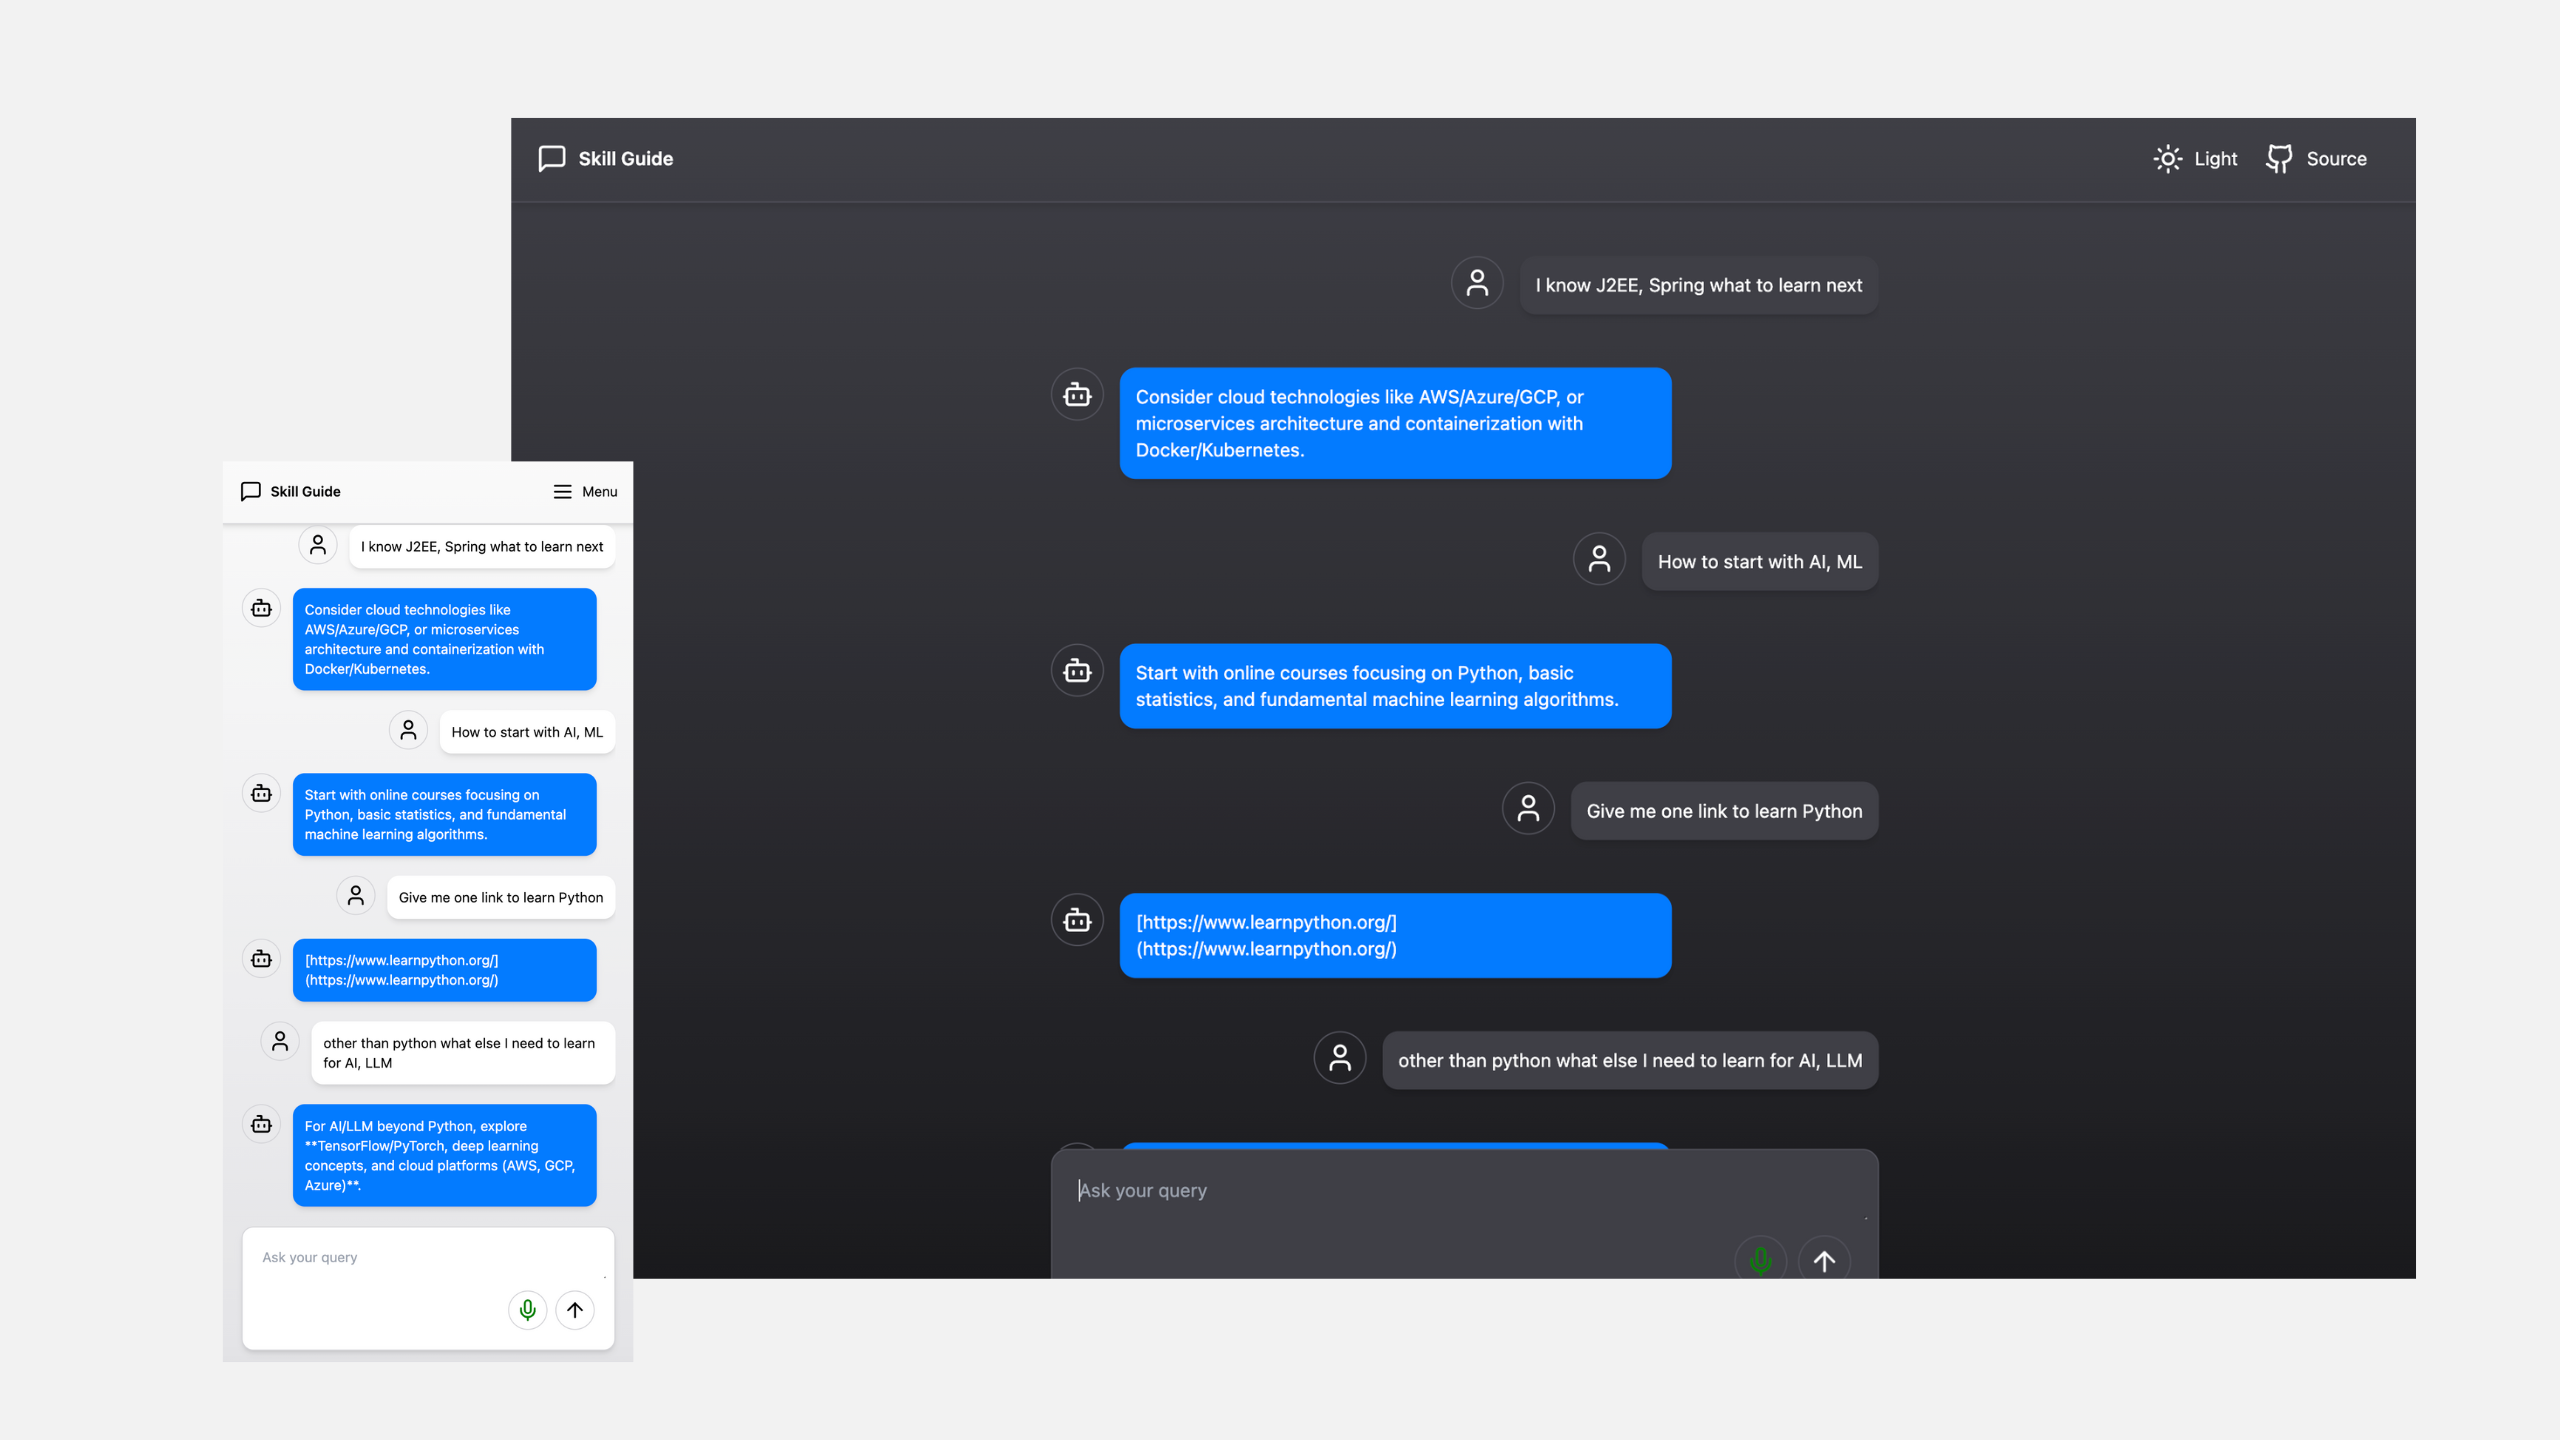 Skill Guide
Light
Source
I know J2EE, Spring what to learn next
Consider cloud technologies like AWS/Azure/GCP, or
microservices architecture and containerization with
Docker/Kubernetes.
How to start with AI, ML
Start with online courses focusing on Python, basic
statistics, and fundamental machine learning algorithms.
Give me one link to learn Python
[https://www.learnpython.org/]
(https://www.learnpython.org/)
other than python what else I need to learn for AI, LLM
Ask your query
Skill Guide
Menu
I know J2EE, Spring what to learn next
Consider cloud technologies like
AWS/Azure/GCP, or microservices
architecture and containerization with
Docker/Kubernetes.
How to start with AI, ML
Start with online courses focusing on
Python, basic statistics, and fundamental
machine learning algorithms.
Give me one link to learn Python
[https://www.learnpython.org/]
(https://www.learnpython.org/)
other than python what else I need to learn
for AI, LLM
For AI/LLM beyond Python, explore
**TensorFlow/PyTorch, deep learning
concepts, and cloud platforms (AWS, GCP,
Azure)**.
Ask your query